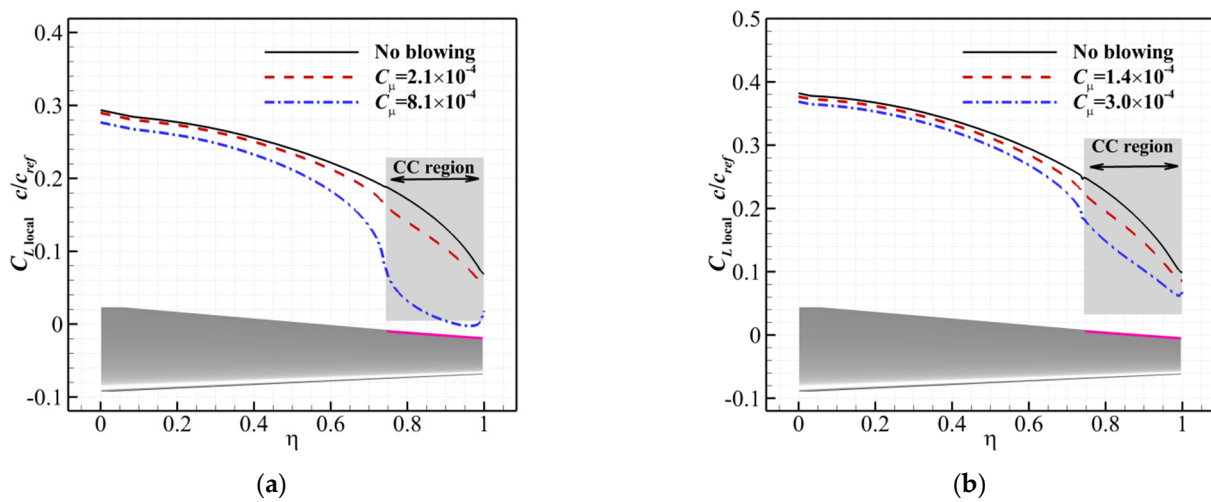 0.4
0.3
0.2
0.1
0
-0.1
C_L local c/c_ref
No blowing
C_μ=2.1×10^-4
C_μ=8.1×10^-4
CC region
0 0.2 0.4 0.6 0.8 1
η
(a)
0.5
0.4
0.3
0.2
0.1
0
-0.1
C_L local c/c_ref
No blowing
C_μ=1.4×10^-4
C_μ=3.0×10^-4
CC region
0 0.2 0.4 0.6 0.8 1
η
(b)